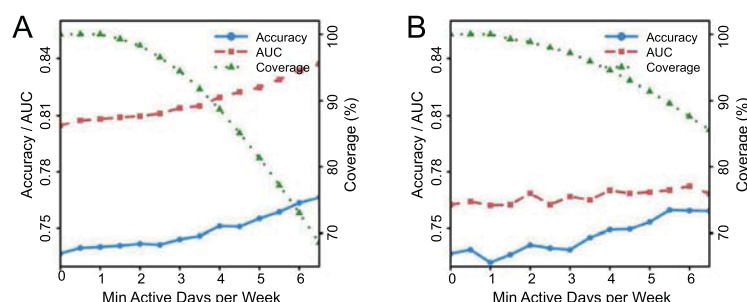 A
Accuracy
AUC
Coverage
0.84
0.81
0.78
0.75
Accuracy / AUC
100
90
80
70
Coverage (%)
0 1 2 3 4 5 6
Min Active Days per Week
B
Accuracy
AUC
Coverage
0.84
0.81
0.78
0.75
Accuracy / AUC
100
90
80
70
Coverage (%)
0 1 2 3 4 5 6
Min Active Days per Week